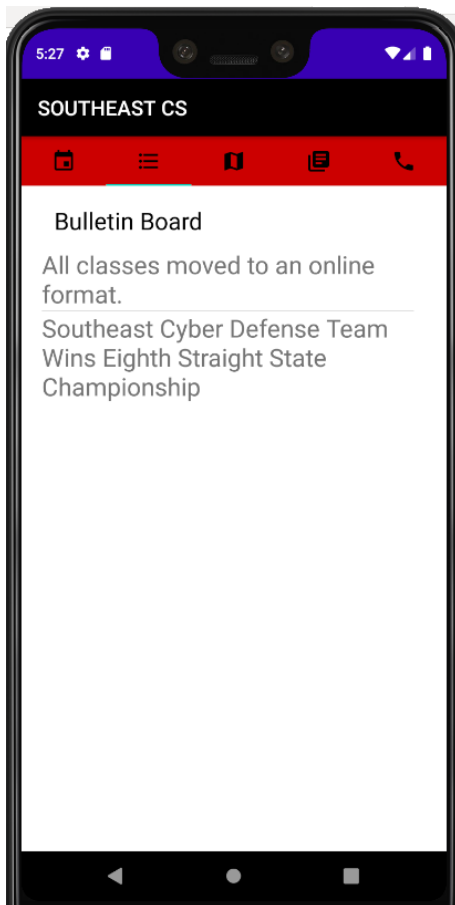 5:27
SOUTHEAST CS
Bulletin Board
All classes moved to an online
format.
Southeast Cyber Defense Team
Wins Eighth Straight State
Championship